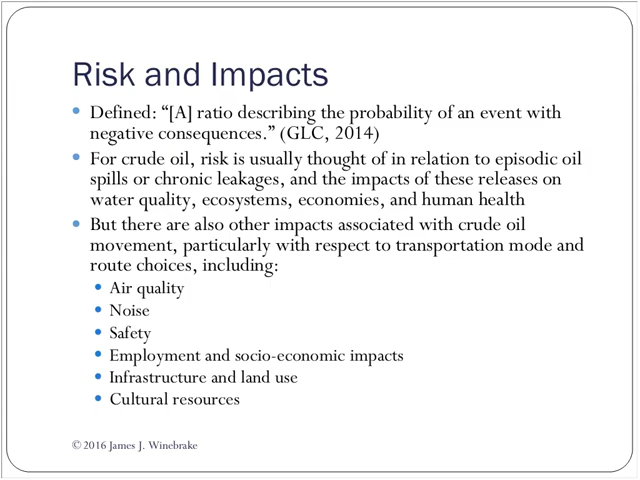 Risk and Impacts
• Defined: “[A] ratio describing the probability of an event with
negative consequences.” (GLC, 2014)
• For crude oil, risk is usually thought of in relation to episodic oil
spills or chronic leakages, and the impacts of these releases on
water quality, ecosystems, economies, and human health
• But there are also other impacts associated with crude oil
movement, particularly with respect to transportation mode and
route choices, including:
• Air quality
• Noise
• Safety
• Employment and socio-economic impacts
• Infrastructure and land use
• Cultural resources
© 2016 James J. Winebrake